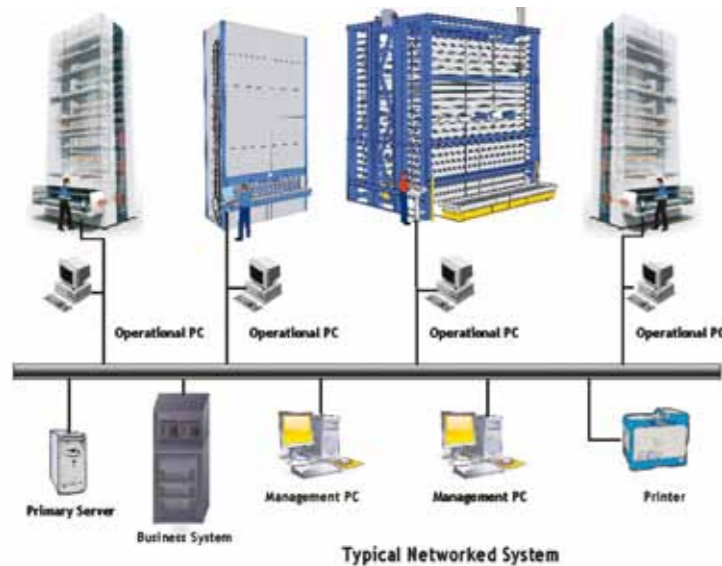 Operational PC
Operational PC
Operational PC
Operational PC
Primary Server
Business System
Management PC
Management PC
Printer
Typical Networked System